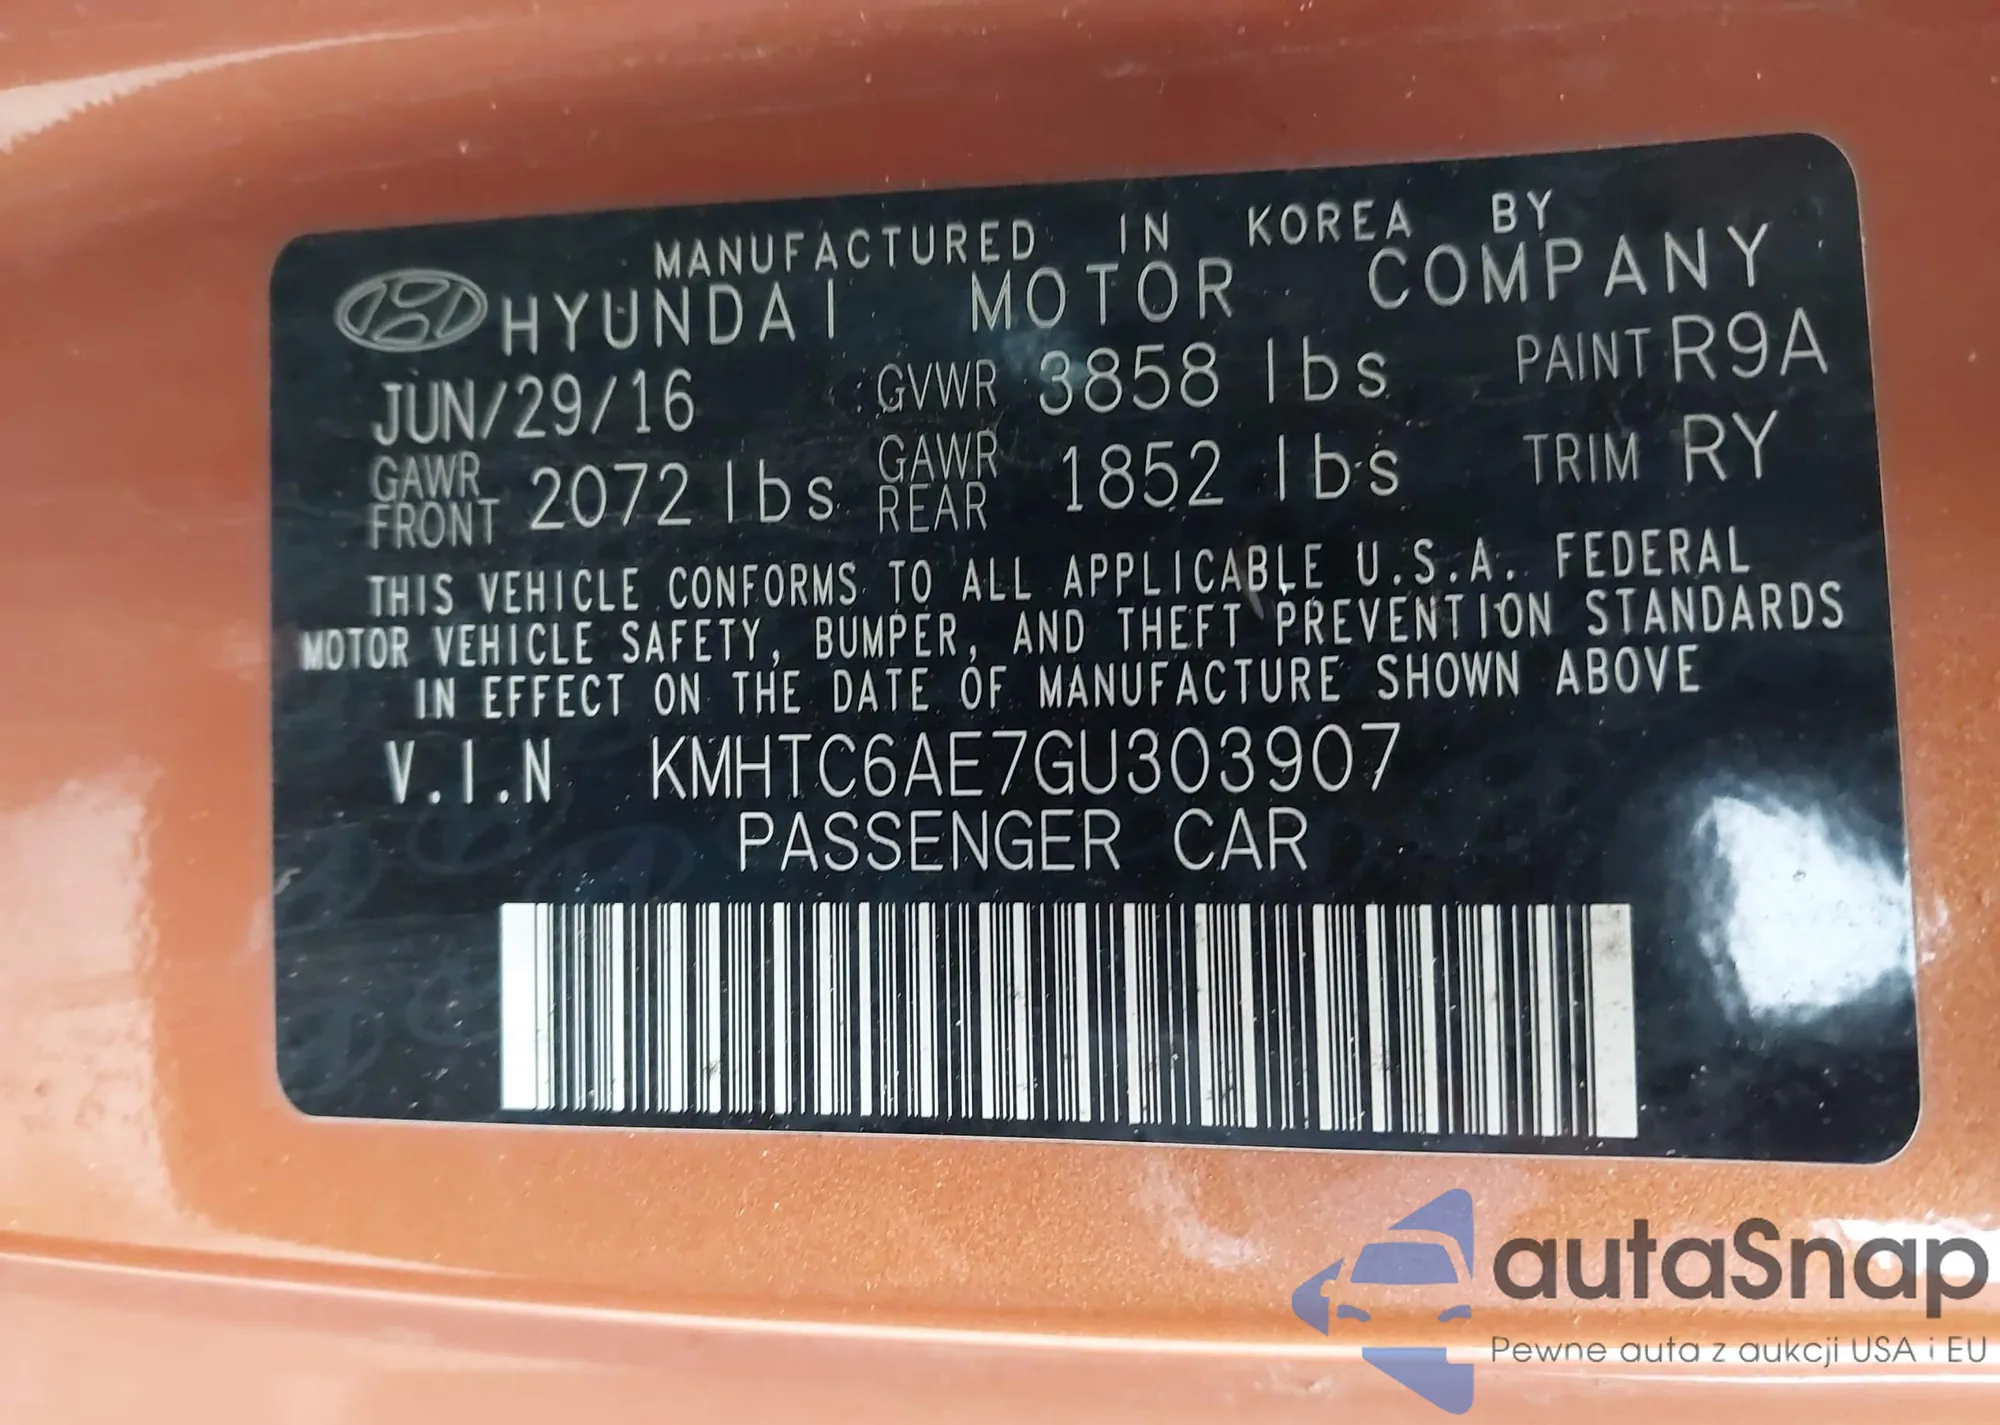 MANUFACTURED IN KOREA BY
HYUNDAI MOTOR COMPANY
JUN/29/16 GVWR 3858 lbs PAINT R9A
GAWR FRONT 2072 lbs GAWR REAR 1852 lbs TRIM RY
THIS VEHICLE CONFORMS TO ALL APPLICABLE U.S.A. FEDERAL
MOTOR VEHICLE SAFETY, BUMPER, AND THEFT PREVENTION STANDARDS
IN EFFECT ON THE DATE OF MANUFACTURE SHOWN ABOVE
V.I.N KMHTC6AE7GU303907
PASSENGER CAR
autaSnap
Pewne auta z aukcji USA i EU